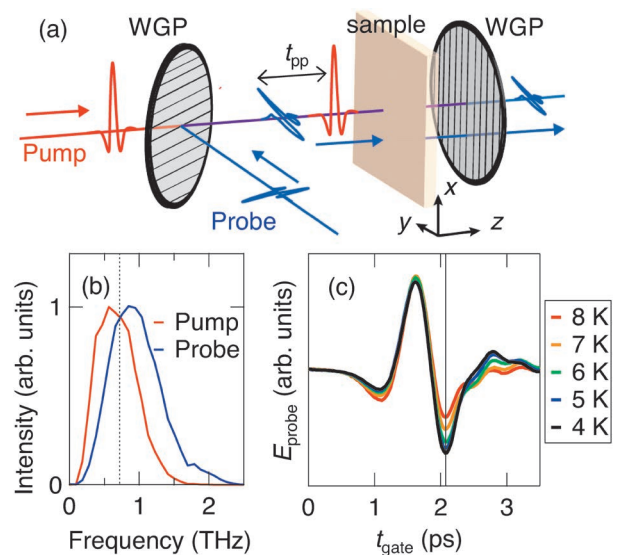 (a)
WGP
sample
WGP
t_pp
Pump
Probe
x
y
z
(b)
Intensity (arb. units)
1
0
Pump
Probe
0 1 2
Frequency (THz)
(c)
E_probe (arb. units)
0 1 2 3
t_gate (ps)
8 K
7 K
6 K
5 K
4 K